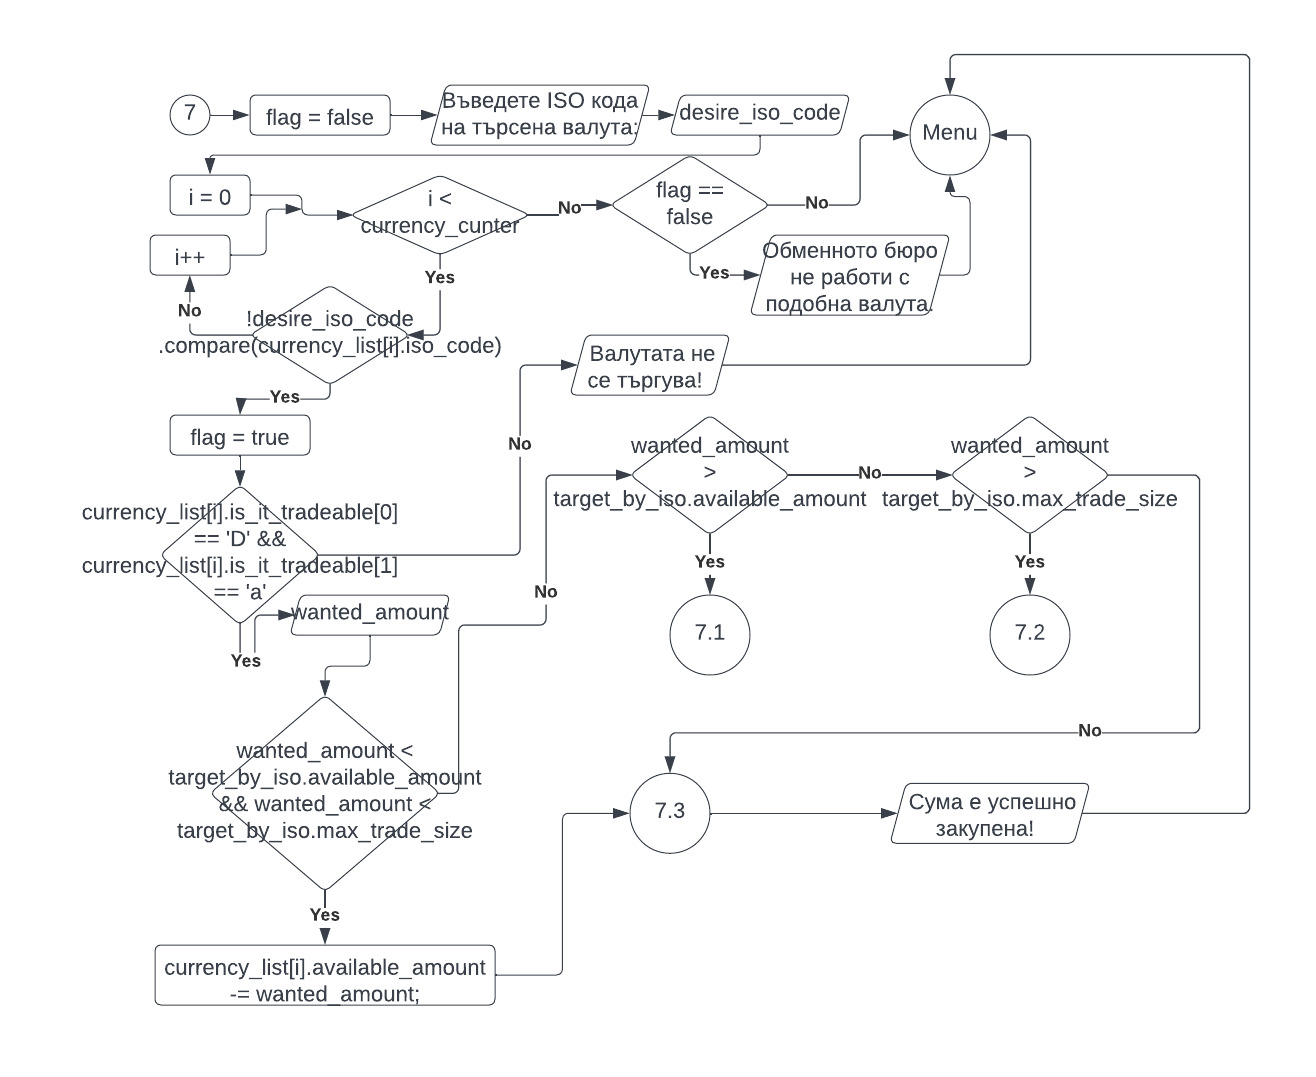 7
flag = false
Въведете ISO кода
на търсена валута:
desire_iso_code
Menu
i = 0
i <
currency_cunter
No
flag ==
false
No
i++
Yes
Yes
Обменното бюро
не работи с
подобна валута.
No
!desire_iso_code
.compare(currency_list[i].iso_code)
Валутата не
се търгува!
Yes
flag = true
No
wanted_amount
>
target_by_iso.available_amount
No
wanted_amount
>
target_by_iso.max_trade_size
currency_list[i].is_it_tradeable[0]
== 'D' &&
currency_list[i].is_it_tradeable[1]
== 'a'
Yes
Yes
No
wanted_amount
7.1
7.2
Yes
No
wanted_amount <
target_by_iso.available_amount
&& wanted_amount <
target_by_iso.max_trade_size
7.3
Сума е успешно
закупена!
Yes
currency_list[i].available_amount
-= wanted_amount;